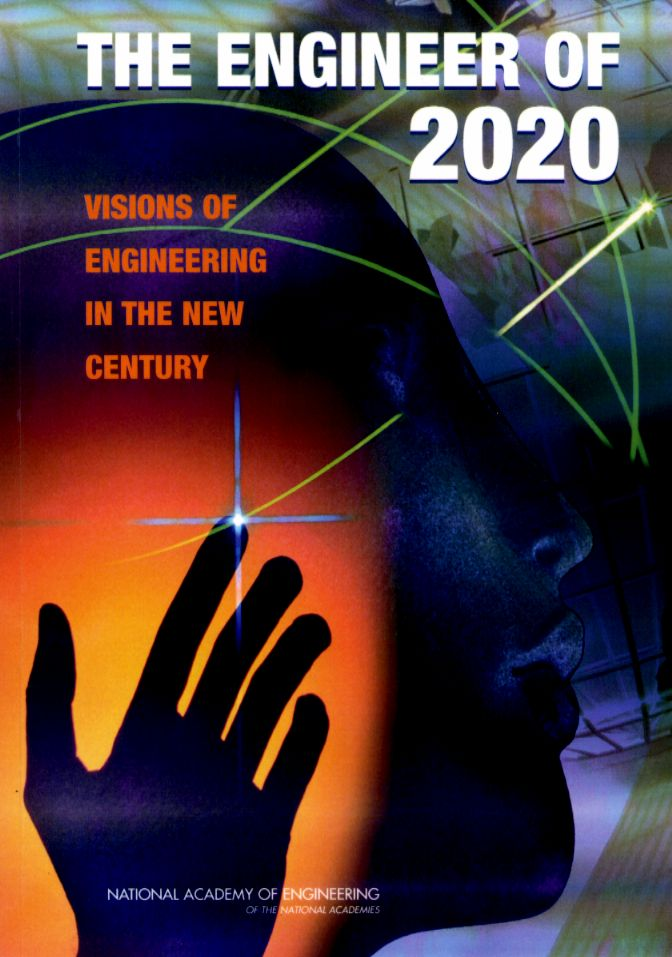 THE ENGINEER OF
2020
VISIONS OF
ENGINEERING
IN THE NEW
CENTURY
NATIONAL ACADEMY OF ENGINEERING
OF THE NATIONAL ACADEMIES